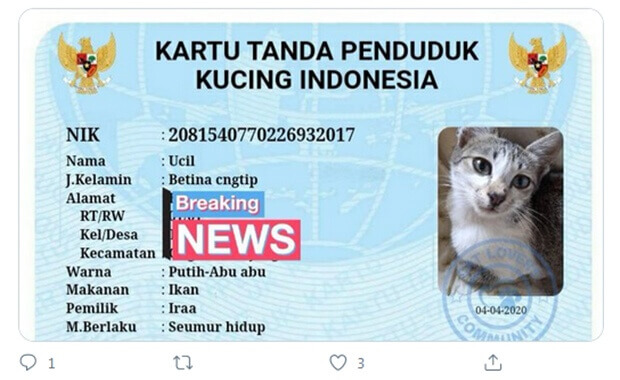 KARTU TANDA PENDUDUK
KUCING INDONESIA
NIK : 2081540770226932017
Nama : Ucil
J.Kelamin : Betina cngtip
Alamat :
RT/RW
Kel/Desa :
Kecamatan
Breaking
NEWS
Warna : Putih-Abu abu
Makanan : Ikan
Pemilik : Iraa
M.Berlaku : Seumur hidup
04-04-2020
COMMUNITY
1
3